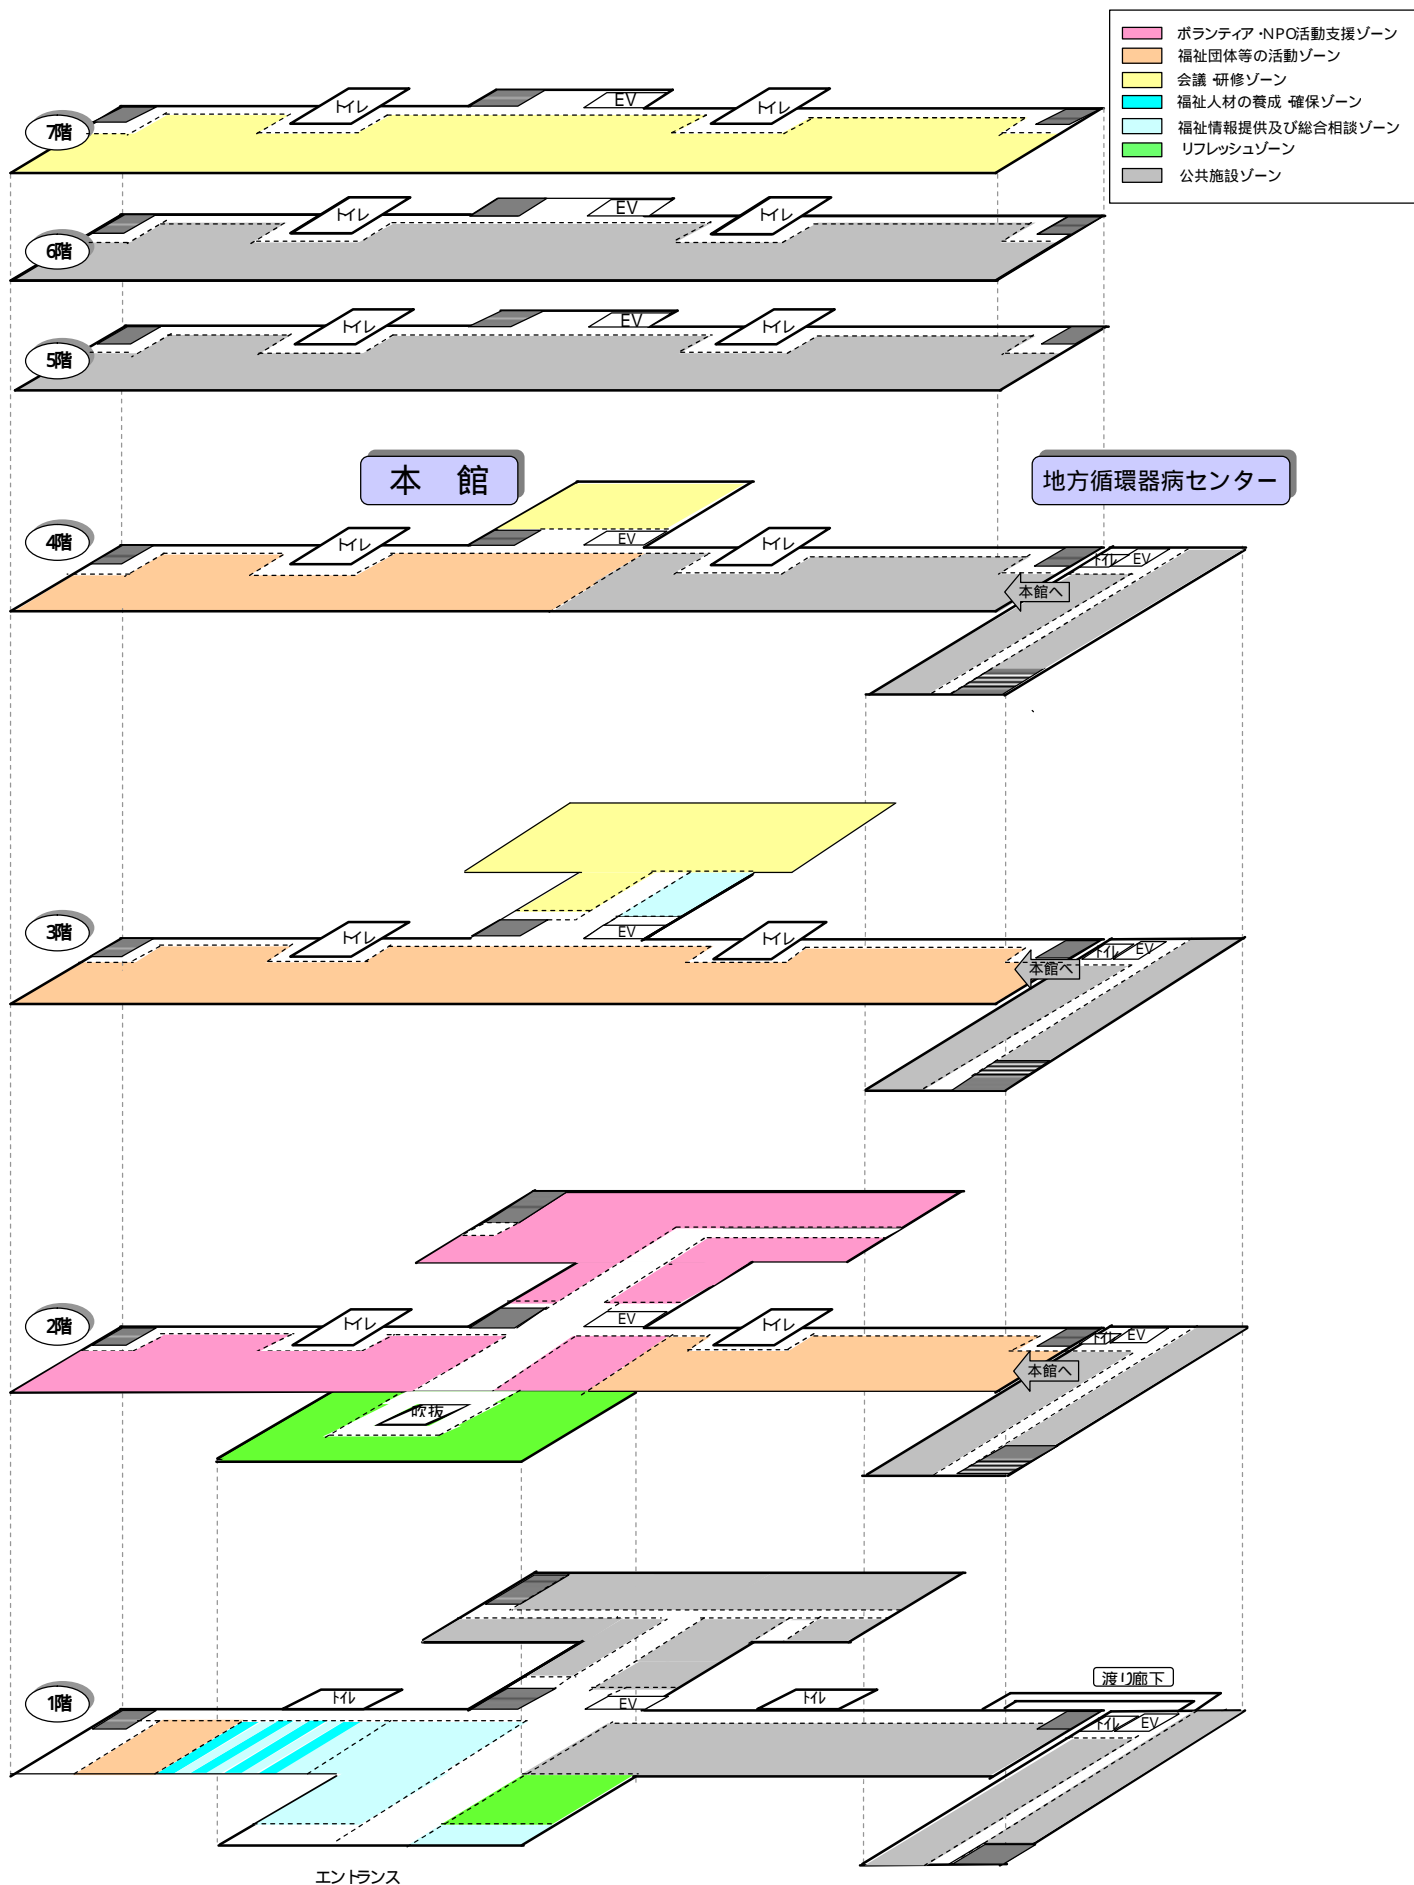 ボランティア・NPO活動支援ゾーン
福祉団体等の活動ゾーン
会議・研修ゾーン
福祉人材の養成・確保ゾーン
福祉情報提供及び総合相談ゾーン
リフレッシュゾーン
公共施設ゾーン
7階
トイレ
EV
トイレ
6階
トイレ
EV
トイレ
5階
トイレ
EV
トイレ
本 館
地方循環器病センター
4階
トイレ
EV
トイレ
トイレ
EV
本館へ
3階
トイレ
EV
トイレ
トイレ
EV
本館へ
2階
トイレ
EV
トイレ
トイレ
EV
本館へ
吹抜
渡り廊下
1階
トイレ
EV
トイレ
トイレ
EV
エントランス